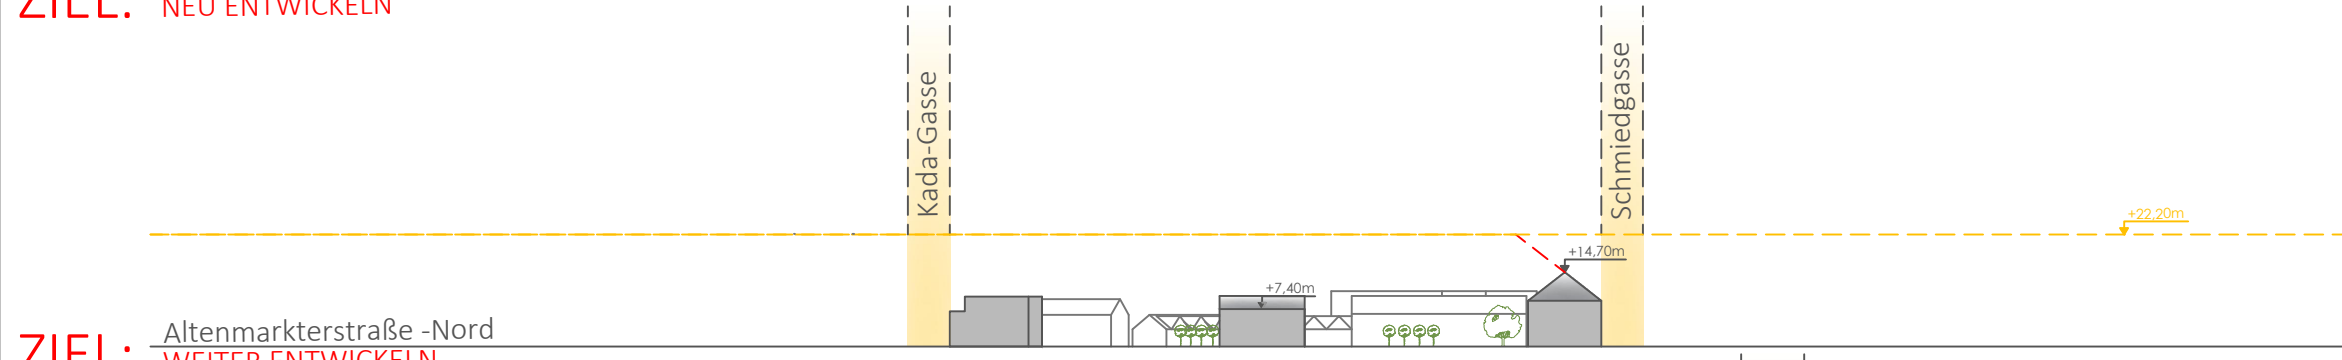 ZIEL: NEU ENTWICKELN
Kada-Gasse
Schmiedgasse
+22,20m
+14,70m
+7,40m
Altenmarkterstraße -Nord
ZIEL: WEITER ENTWICKELN